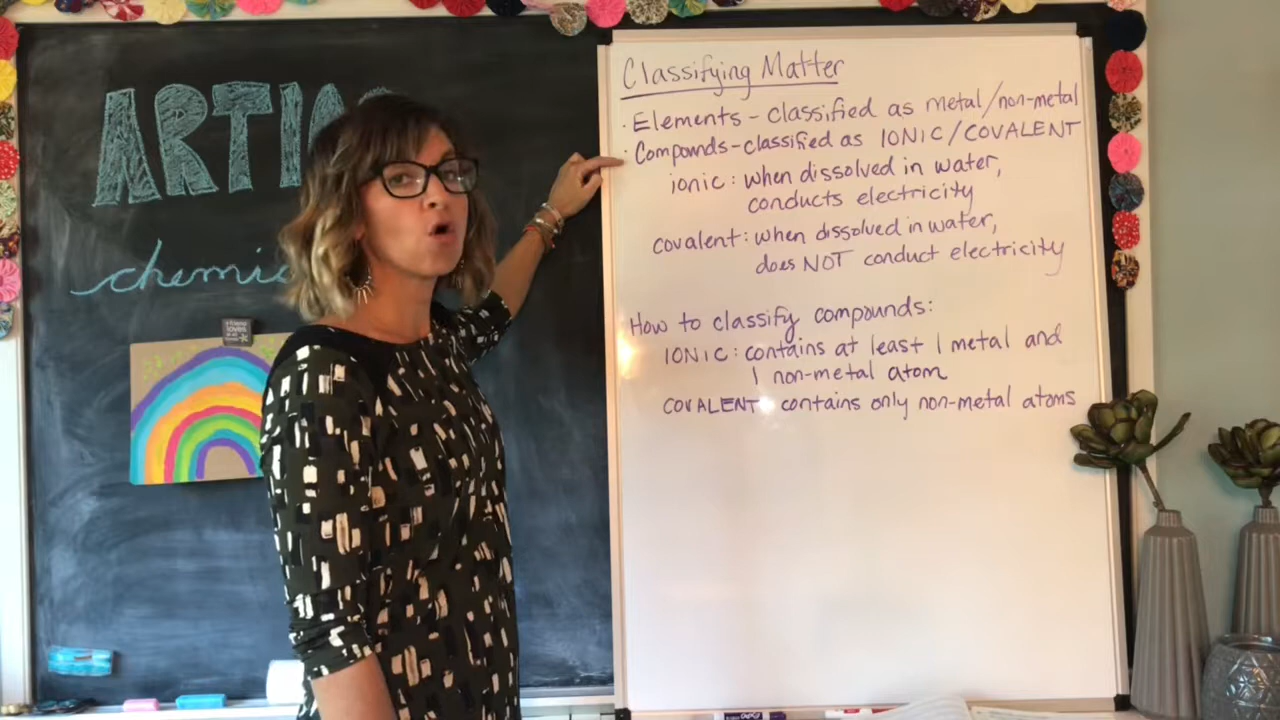 Classifying Matter
· Elements - classified as metal/non-metal
· Compounds - classified as IONIC/COVALENT
ionic: when dissolved in water,
conducts electricity
covalent: when dissolved in water,
does NOT conduct electricity
How to classify compounds:
IONIC: contains at least 1 metal and
1 non-metal atom
COVALENT contains only non-metal atoms
loves